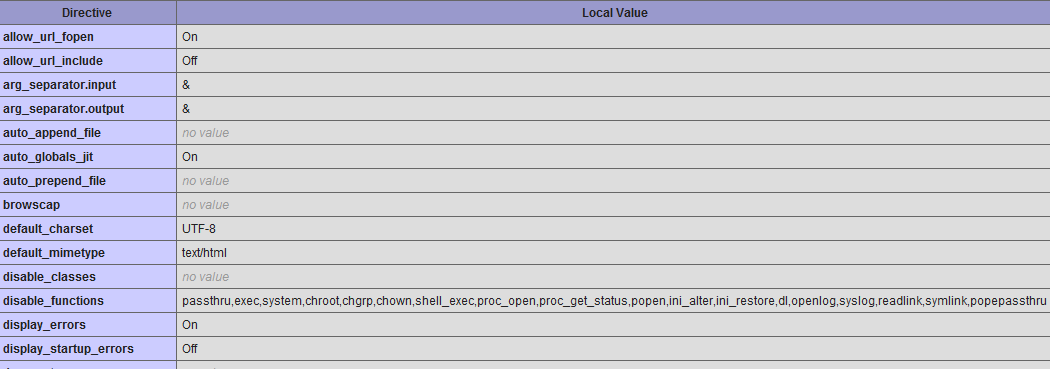 Directive Local Value
allow_url_fopen On
allow_url_include Off
arg_separator.input &
arg_separator.output &
auto_append_file no value
auto_globals_jit On
auto_prepend_file no value
browscap no value
default_charset UTF-8
default_mimetype text/html
disable_classes no value
disable_functions passthru,exec,system,chroot,chgrp,chown,shell_exec,proc_open,proc_get_status,popen,ini_alter,ini_restore,dl,openlog,syslog,readlink,symlink,popepassthru
display_errors On
display_startup_errors Off